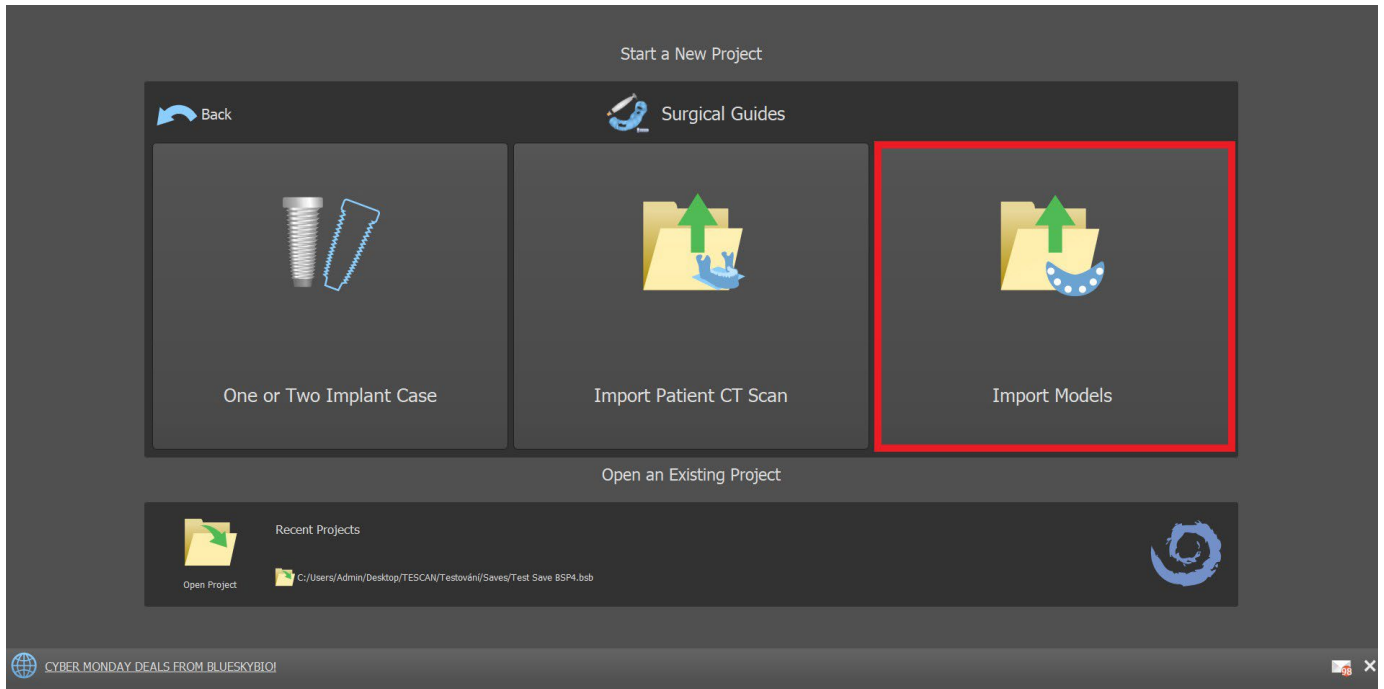 Start a New Project
Back
Surgical Guides
One or Two Implant Case
Import Patient CT Scan
Import Models
Open an Existing Project
Recent Projects
Open Project
C:/Users/Admin/Desktop/TESCAN/Testování/Saves/Test Save BSP4.bsb
CYBER MONDAY DEALS FROM BLUESKYBIO!
98